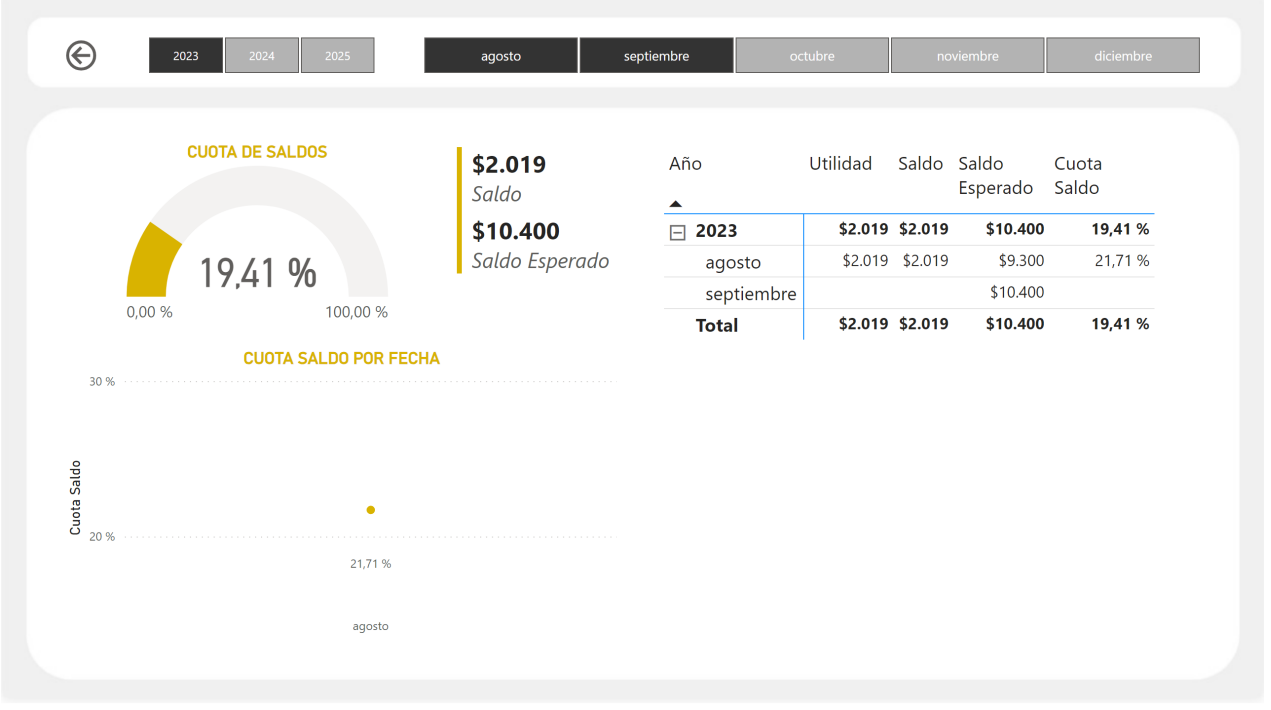 2023 2024 2025 agosto septiembre octubre noviembre diciembre
CUOTA DE SALDOS
19,41 %
0,00 % 100,00 %
$2.019
Saldo
$10.400
Saldo Esperado
Año Utilidad Saldo Saldo Esperado Cuota Saldo
2023 $2.019 $2.019 $10.400 19,41 %
agosto $2.019 $2.019 $9.300 21,71 %
septiembre $10.400
Total $2.019 $2.019 $10.400 19,41 %
CUOTA SALDO POR FECHA
30 %
Cuota Saldo
20 %
21,71 %
agosto